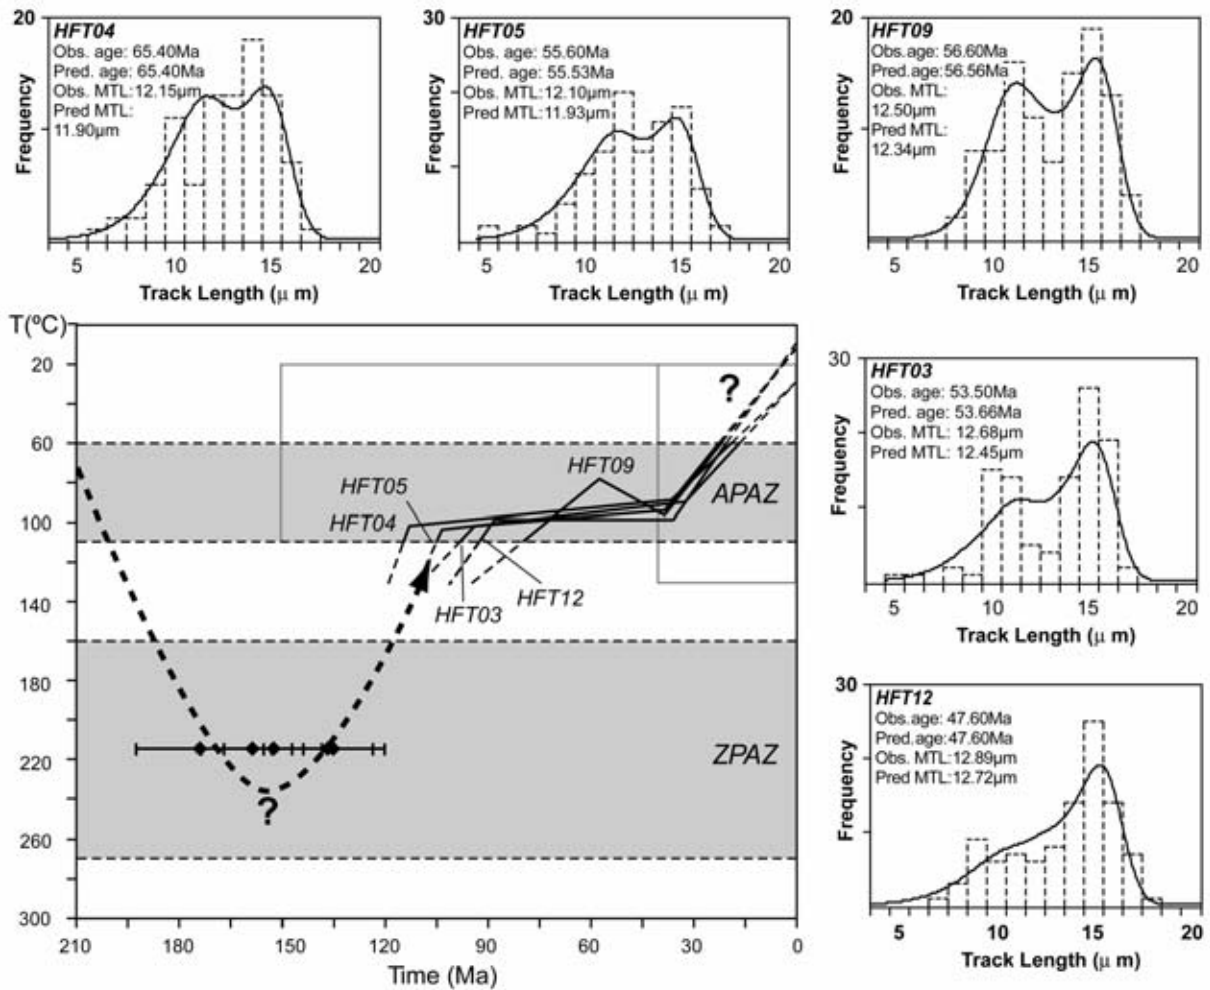 20
HFT04
Obs. age: 65.40Ma
Pred. age: 65.40Ma
Obs. MTL:12.15µm
Pred MTL:
11.90µm
Frequency
5 10 15 20
Track Length (µ m)
30
HFT05
Obs. age: 55.60Ma
Pred. age: 55.53Ma
Obs. MTL:12.10µm
Pred MTL:11.93µm
Frequency
5 10 15 20
Track Length (µ m)
20
HFT09
Obs.age: 56.60Ma
Pred.age:56.56Ma
Obs. MTL:
12.50µm
Pred MTL:
12.34µm
Frequency
5 10 15 20
Track Length (µ m)
T(ºC)
20
60
100
140
180
220
260
300
210 180 150 120 90 60 30 0
Time (Ma)
?
HFT09
HFT05
HFT04
APAZ
HFT12
HFT03
ZPAZ
?
30
HFT03
Obs. age: 53.50Ma
Pred. age: 53.66Ma
Obs. MTL: 12.68µm
Pred MTL: 12.45µm
Frequency
5 10 15 20
Track Length (µ m)
30
HFT12
Obs.age: 47.60Ma
Pred.age:47.60Ma
Obs. MTL:12.89µm
Pred MTL:12.72µm
Frequency
5 10 15 20
Track Length (µ m)